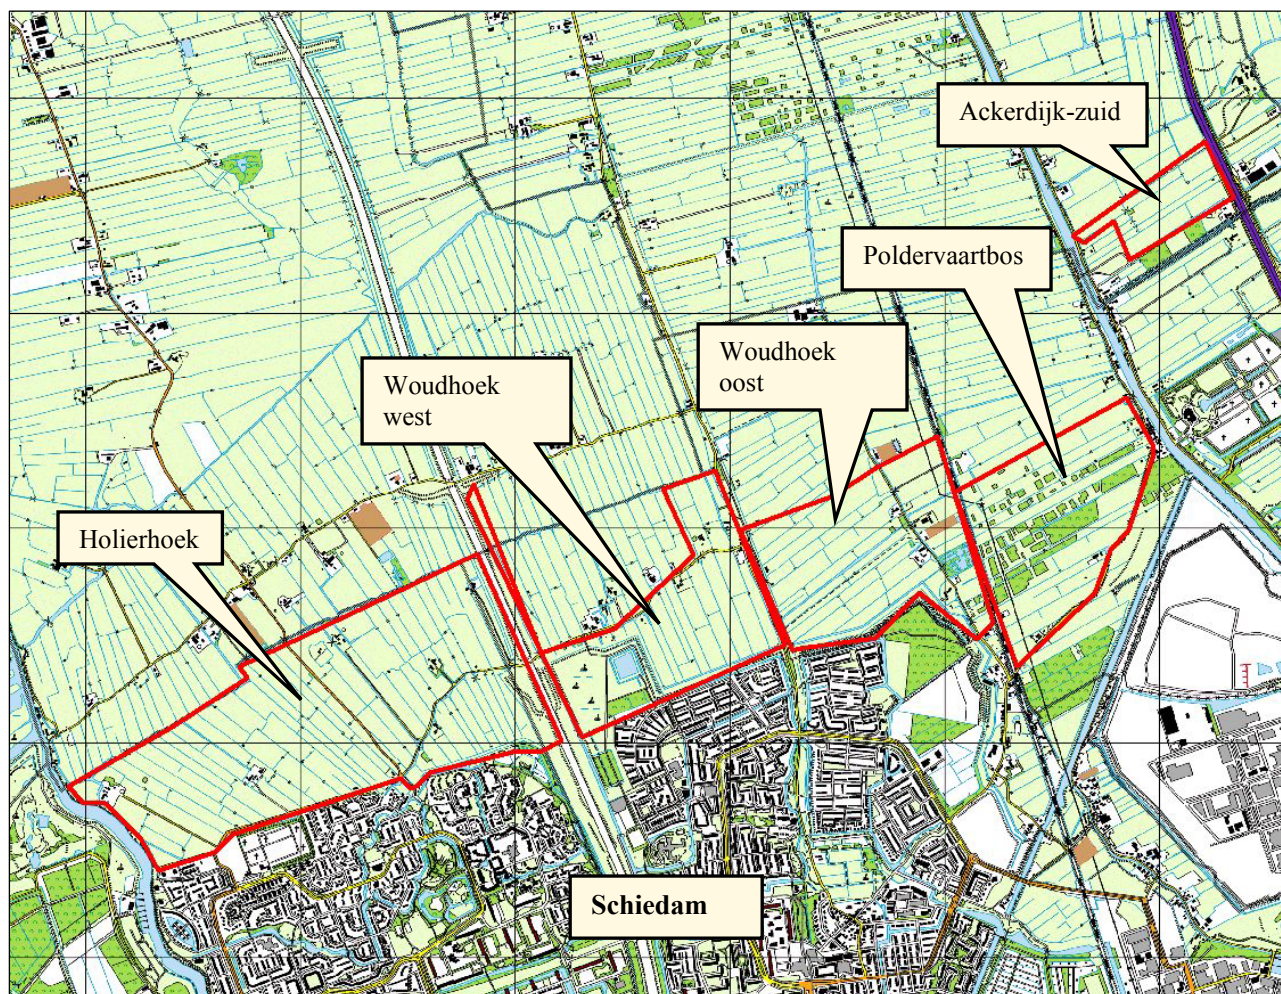 Ackerdijk-zuid
Poldervaartbos
Woudhoek
oost
Woudhoek
west
Holierhoek
Schiedam